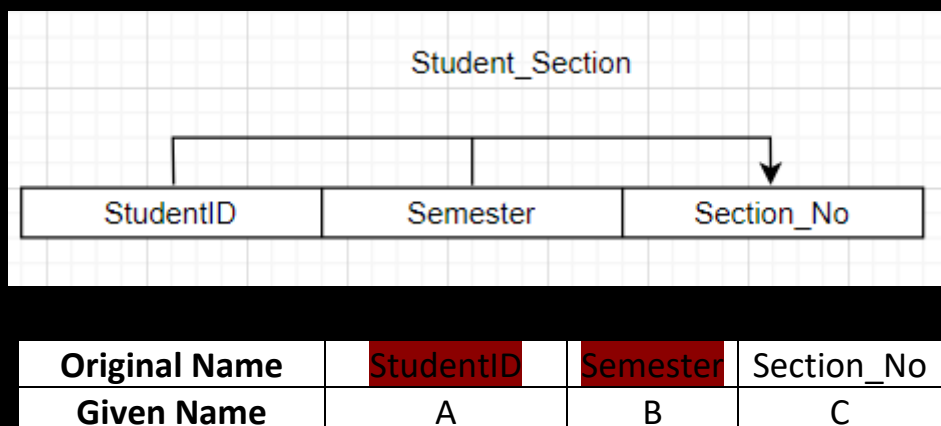 Student_Section
StudentID Semester Section_No
Original Name StudentID Semester Section_No
Given Name A B C